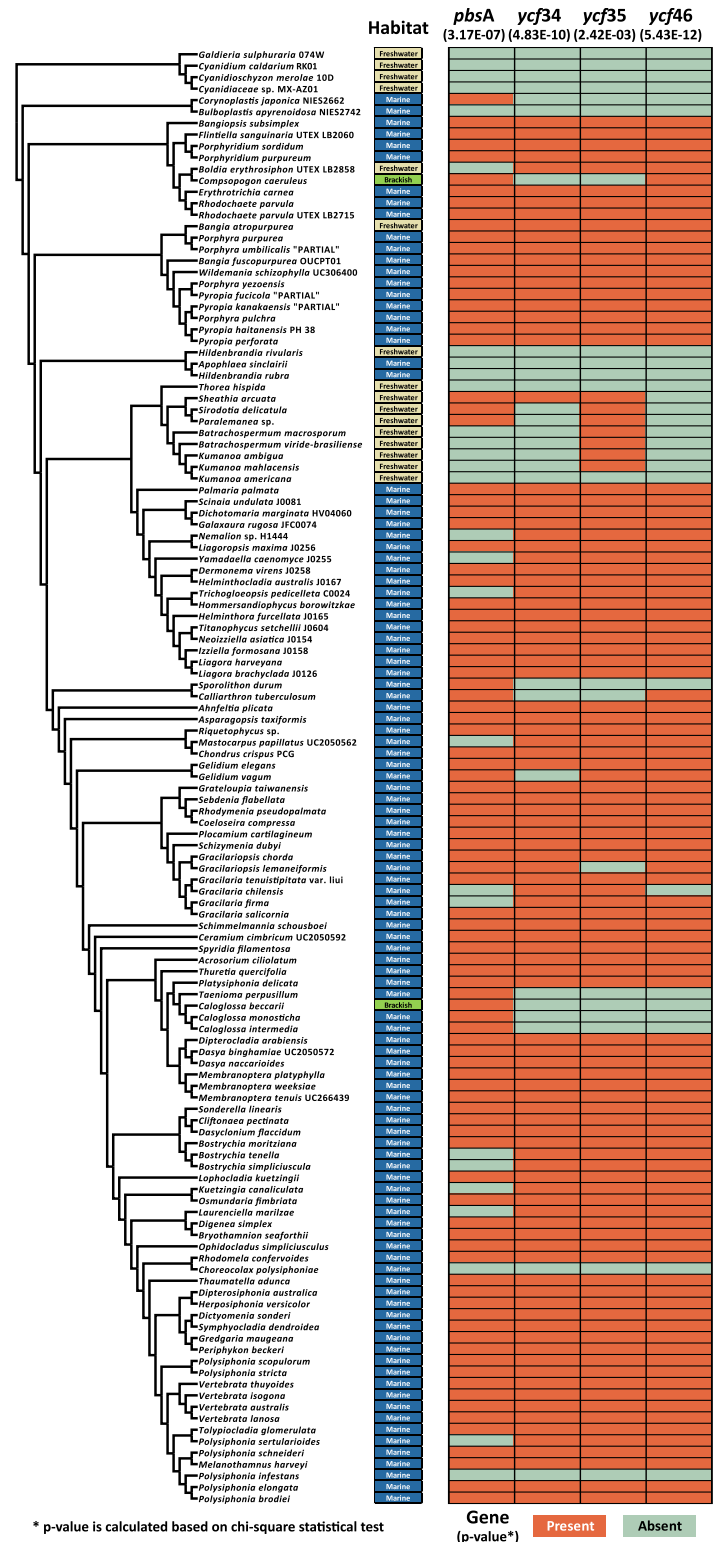 pbsA ycf34 ycf35 ycf46
Habitat (3.17E-07) (4.83E-10) (2.42E-03) (5.43E-12)
Galdieria sulphuraria 074W Freshwater
Cyanidium caldarium RK01 Freshwater
Cyanidioschyzon merolae 10D Freshwater
Cyanidiaceae sp. MX-AZ01 Freshwater
Corynoplastis japonica NIES2662 Marine
Bulboplastis apyrenoidosa NIES2742 Marine
Bangiopsis subsimplex Marine
Flintiella sanguinaria UTEX LB2060 Marine
Porphyridium sordidum Marine
Porphyridium purpureum Marine
Boldia erythrosiphon UTEX LB2858 Freshwater
Compsopogon caeruleus Brackish
Erythrotrichia carnea Marine
Rhodochaete parvula Marine
Rhodochaete parvula UTEX LB2715 Marine
Bangia atropurpurea Freshwater
Porphyra purpurea Marine
Porphyra umbilicalis "PARTIAL" Marine
Bangia fuscopurpurea OUCPT01 Marine
Wildemania schizophylla UC306400 Marine
Porphyra yezoensis Marine
Pyropia fucicola "PARTIAL" Marine
Pyropia kanakaensis "PARTIAL" Marine
Porphyra pulchra Marine
Pyropia haitanensis PH 38 Marine
Pyropia perforata Marine
Hildenbrandia rivularis Freshwater
Apophlaea sinclairii Marine
Hildenbrandia rubra Marine
Thorea hispida Freshwater
Sheathia arcuata Freshwater
Sirodotia delicatula Freshwater
Paralemanea sp. Freshwater
Batrachospermum macrosporum Freshwater
Batrachospermum viride-brasiliense Freshwater
Kumanoa ambigua Freshwater
Kumanoa mahlacensis Freshwater
Kumanoa americana Freshwater
Palmaria palmata Marine
Scinaia undulata J0081 Marine
Dichotomaria marginata HV04060 Marine
Galaxaura rugosa JFC0074 Marine
Nemalion sp. H1444 Marine
Liagoropsis maxima J0256 Marine
Yamadaella caenomyce J0255 Marine
Dermonema virens J0258 Marine
Helminthocladia australis J0167 Marine
Trichogloeopsis pedicelleta C0024 Marine
Hommersandiophycus borowitzkae Marine
Helminthora furcellata J0165 Marine
Titanophycus setchellii J0604 Marine
Neoizziella asiatica J0154 Marine
Izziella formosana J0158 Marine
Liagora harveyana Marine
Liagora brachyclada J0126 Marine
Sporolithon durum Marine
Calliarthron tuberculosum Marine
Ahnfeltia plicata Marine
Asparagopsis taxiformis Marine
Riquetophycus sp. Marine
Mastocarpus papillatus UC2050562 Marine
Chondrus crispus PCG Marine
Gelidium elegans Marine
Gelidium vagum Marine
Grateloupia taiwanensis Marine
Sebdenia flabellata Marine
Rhodymenia pseudopalmata Marine
Coeloseira compressa Marine
Plocamium cartilagineum Marine
Schizymenia dubyi Marine
Gracilariopsis chorda Marine
Gracilariopsis lemaneiformis Marine
Gracilaria tenuistipitata var. liui Marine
Gracilaria chilensis Marine
Gracilaria firma Marine
Gracilaria salicornia Marine
Schimmelmannia schousboei Marine
Ceramium cimbricum UC2050592 Marine
Spyridia filamentosa Marine
Acrosorium ciliolatum Marine
Thuretia quercifolia Marine
Platysiphonia delicata Marine
Taenioma perpusillum Marine
Caloglossa beccarii Brackish
Caloglossa monosticha Marine
Caloglossa intermedia Marine
Dipterocladia arabiensis Marine
Dasya binghamiae UC2050572 Marine
Dasya naccarioides Marine
Membranoptera platyphylla Marine
Membranoptera weeksiae Marine
Membranoptera tenuis UC266439 Marine
Sonderella linearis Marine
Cliftonaea pectinata Marine
Dasyclonium flaccidum Marine
Bostrychia moritziana Marine
Bostrychia tenella Marine
Bostrychia simpliciuscula Marine
Lophocladia kuetzingii Marine
Kuetzingia canaliculata Marine
Osmundaria fimbriata Marine
Laurenciella marilzae Marine
Digenea simplex Marine
Bryothamnion seaforthii Marine
Ophidocladus simpliciusculus Marine
Rhodomela confervoides Marine
Choreocolax polysiphoniae Marine
Thaumatella adunca Marine
Dipterosiphonia australica Marine
Herposiphonia versicolor Marine
Dictyomenia sonderi Marine
Symphyocladia dendroidea Marine
Gredgaria maugeana Marine
Periphykon beckeri Marine
Polysiphonia scopulorum Marine
Polysiphonia stricta Marine
Vertebrata thuyoides Marine
Vertebrata isogona Marine
Vertebrata australis Marine
Vertebrata lanosa Marine
Tolypiocladia glomerulata Marine
Polysiphonia sertularioides Marine
Polysiphonia schneideri Marine
Melanothamnus harveyi Marine
Polysiphonia infestans Marine
Polysiphonia elongata Marine
Polysiphonia brodiei Marine
* p-value is calculated based on chi-square statistical test
Gene Present Absent
(p-value*)